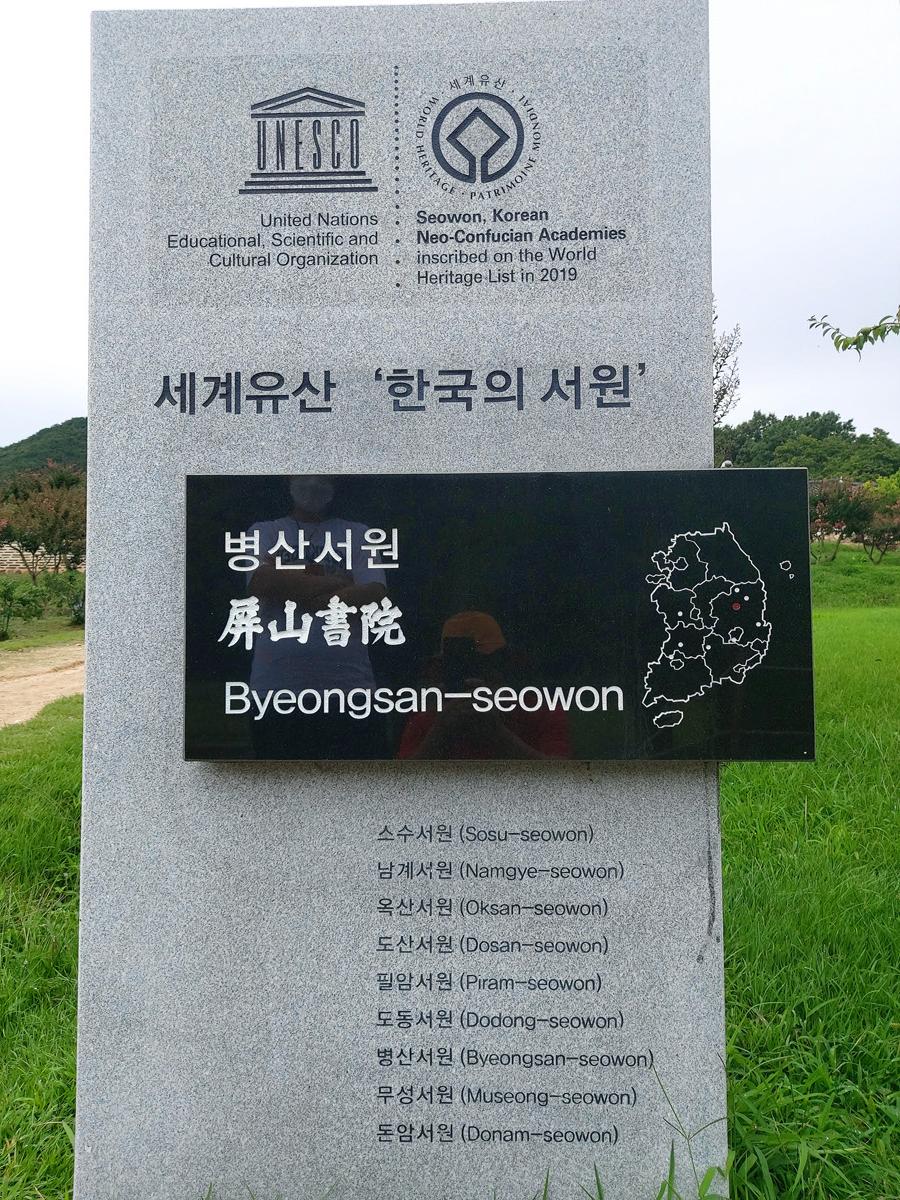 UNESCO
United Nations
Educational, Scientific and
Cultural Organization
· 세계유산 ·
WORLD HERITAGE · PATRIMOINE MONDIAL
Seowon, Korean
Neo-Confucian Academies
inscribed on the World
Heritage List in 2019
세계유산 ‘한국의 서원’
병산서원
屛山書院
Byeongsan-seowon
소수서원 (Sosu-seowon)
남계서원 (Namgye-seowon)
옥산서원 (Oksan-seowon)
도산서원 (Dosan-seowon)
필암서원 (Piram-seowon)
도동서원 (Dodong-seowon)
병산서원 (Byeongsan-seowon)
무성서원 (Museong-seowon)
돈암서원 (Donam-seowon)